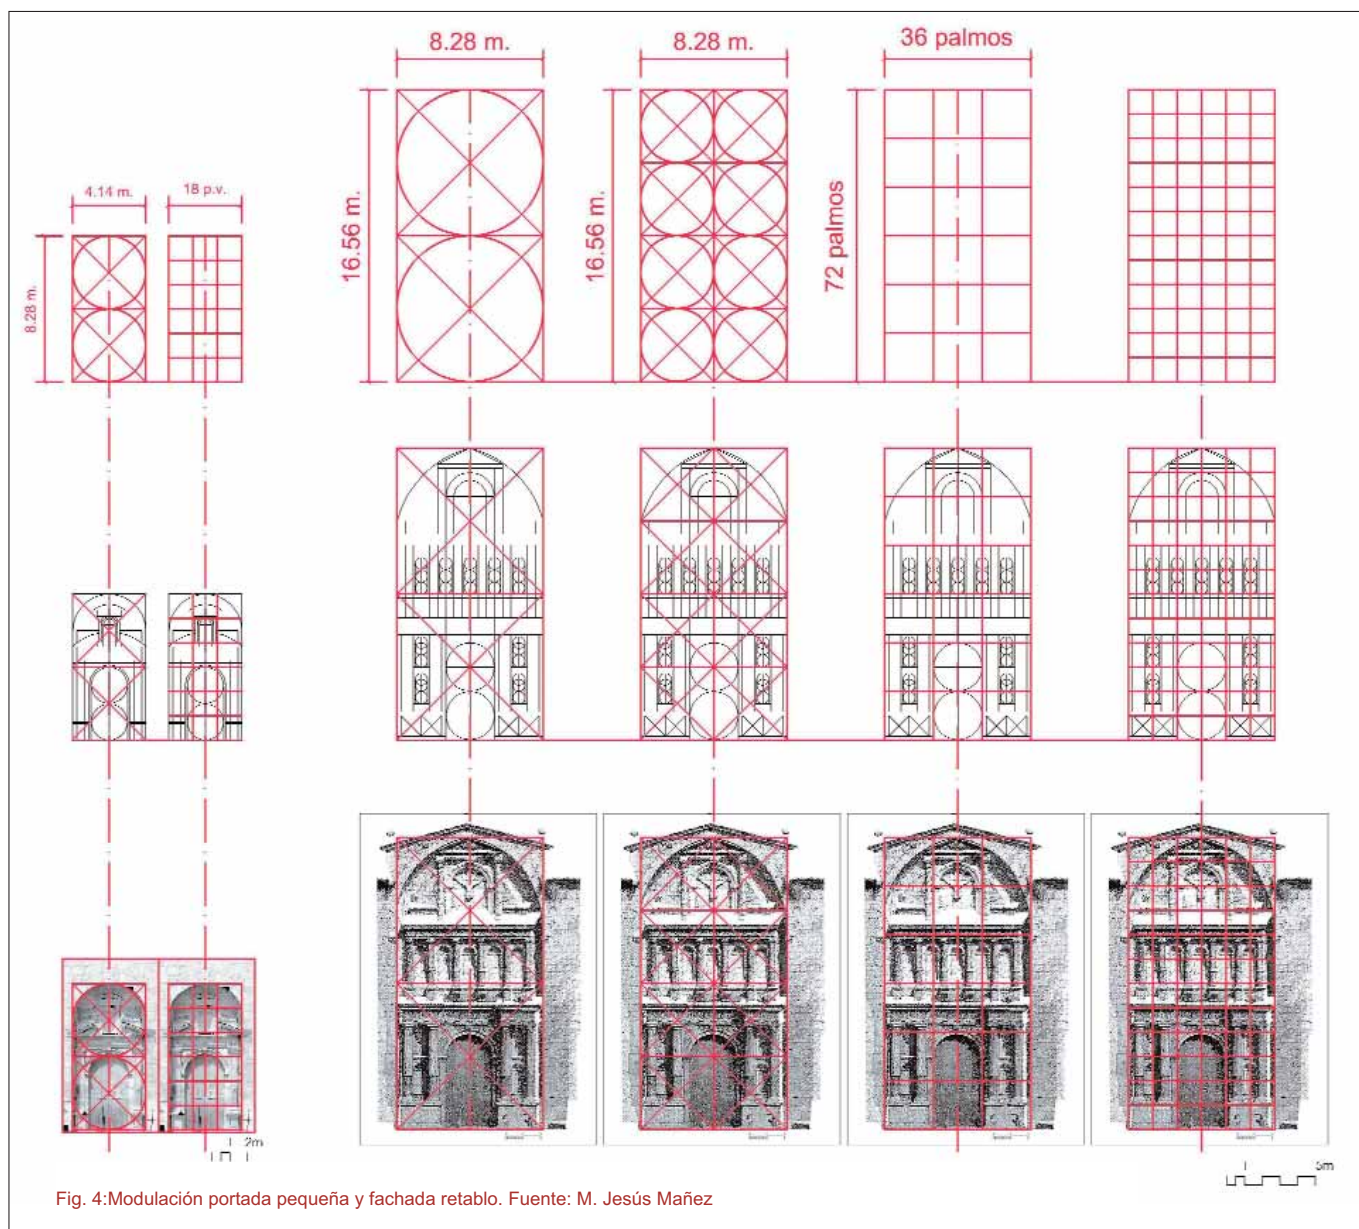 8.28 m.
8.28 m.
36 palmos
16.56 m.
16.56 m.
72 palmos
4.14 m.
18 p.v.
8.28 m.
2m
5m
Fig. 4:Modulación portada pequeña y fachada retablo. Fuente: M. Jesús Mañez